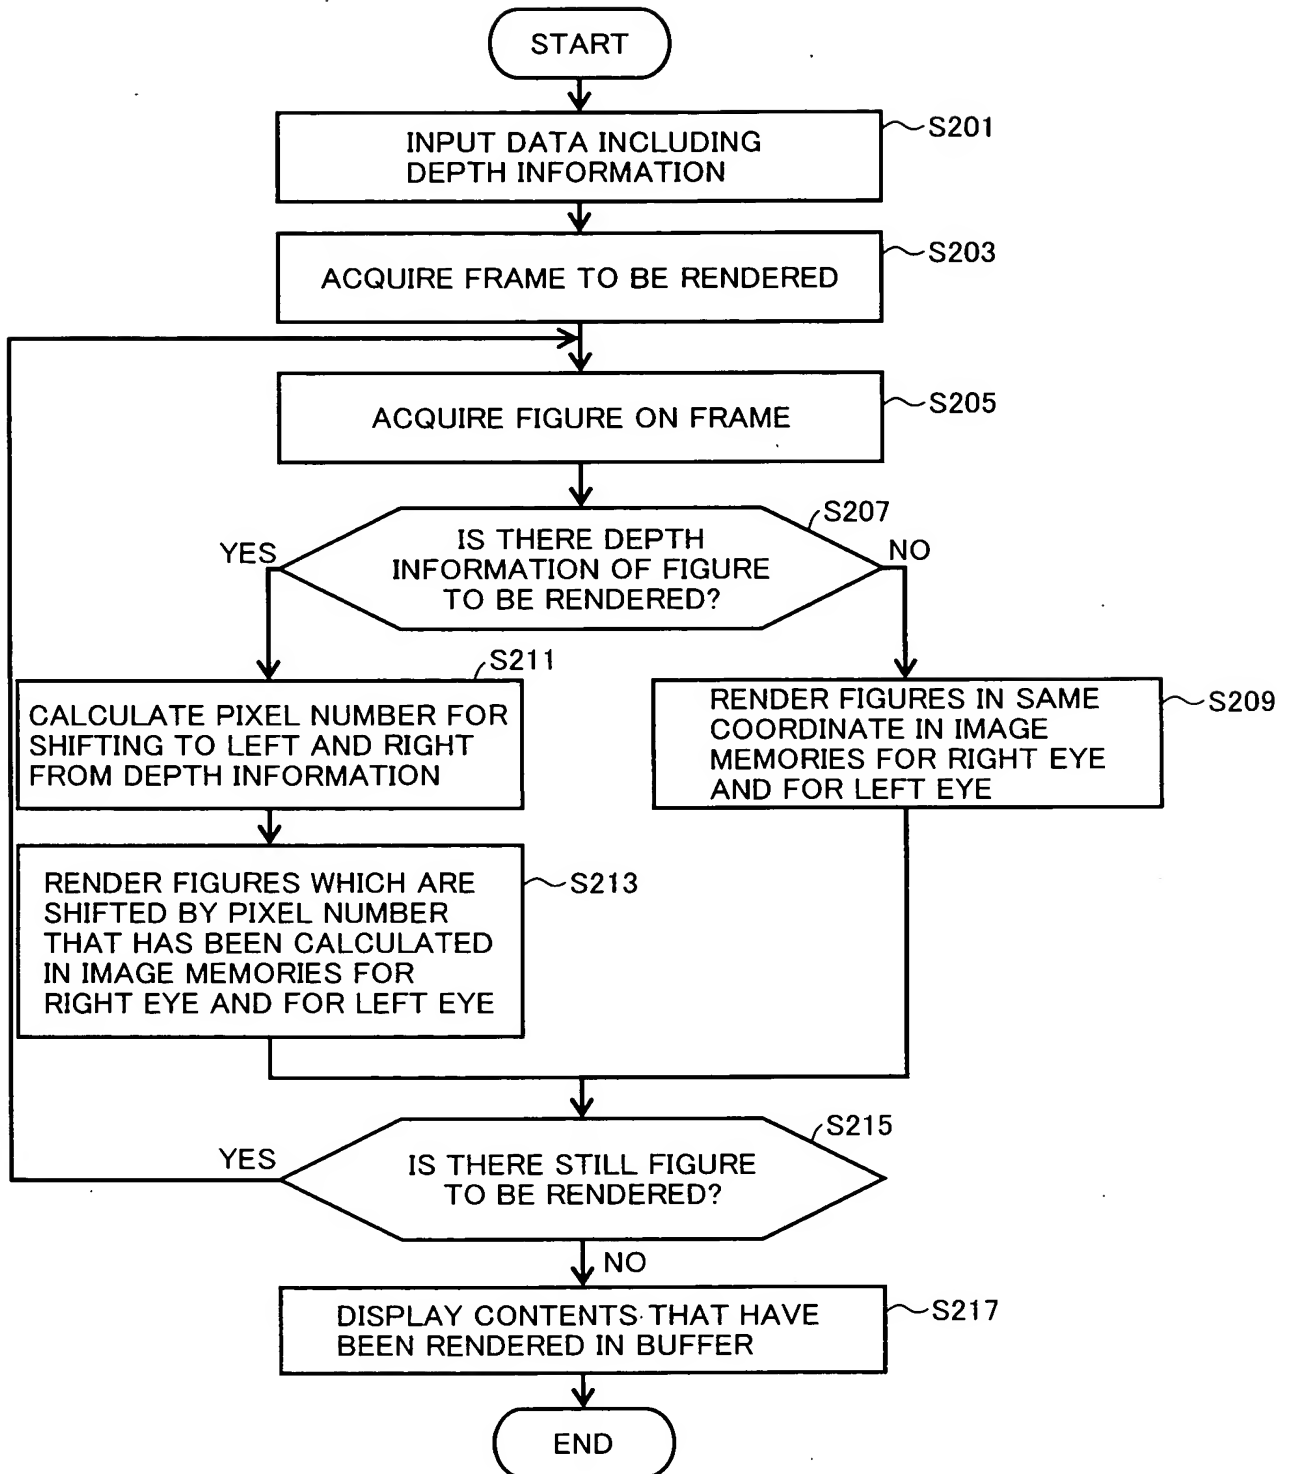 START
INPUT DATA INCLUDING
DEPTH INFORMATION
S201
ACQUIRE FRAME TO BE RENDERED
S203
ACQUIRE FIGURE ON FRAME
S205
S207
YES
IS THERE DEPTH
INFORMATION OF FIGURE
TO BE RENDERED?
NO
S211
CALCULATE PIXEL NUMBER FOR
SHIFTING TO LEFT AND RIGHT
FROM DEPTH INFORMATION
RENDER FIGURES IN SAME
COORDINATE IN IMAGE
MEMORIES FOR RIGHT EYE
AND FOR LEFT EYE
S209
RENDER FIGURES WHICH ARE
SHIFTED BY PIXEL NUMBER
THAT HAS BEEN CALCULATED
IN IMAGE MEMORIES FOR
RIGHT EYE AND FOR LEFT EYE
S213
S215
YES
IS THERE STILL FIGURE
TO BE RENDERED?
NO
DISPLAY CONTENTS THAT HAVE
BEEN RENDERED IN BUFFER
S217
END